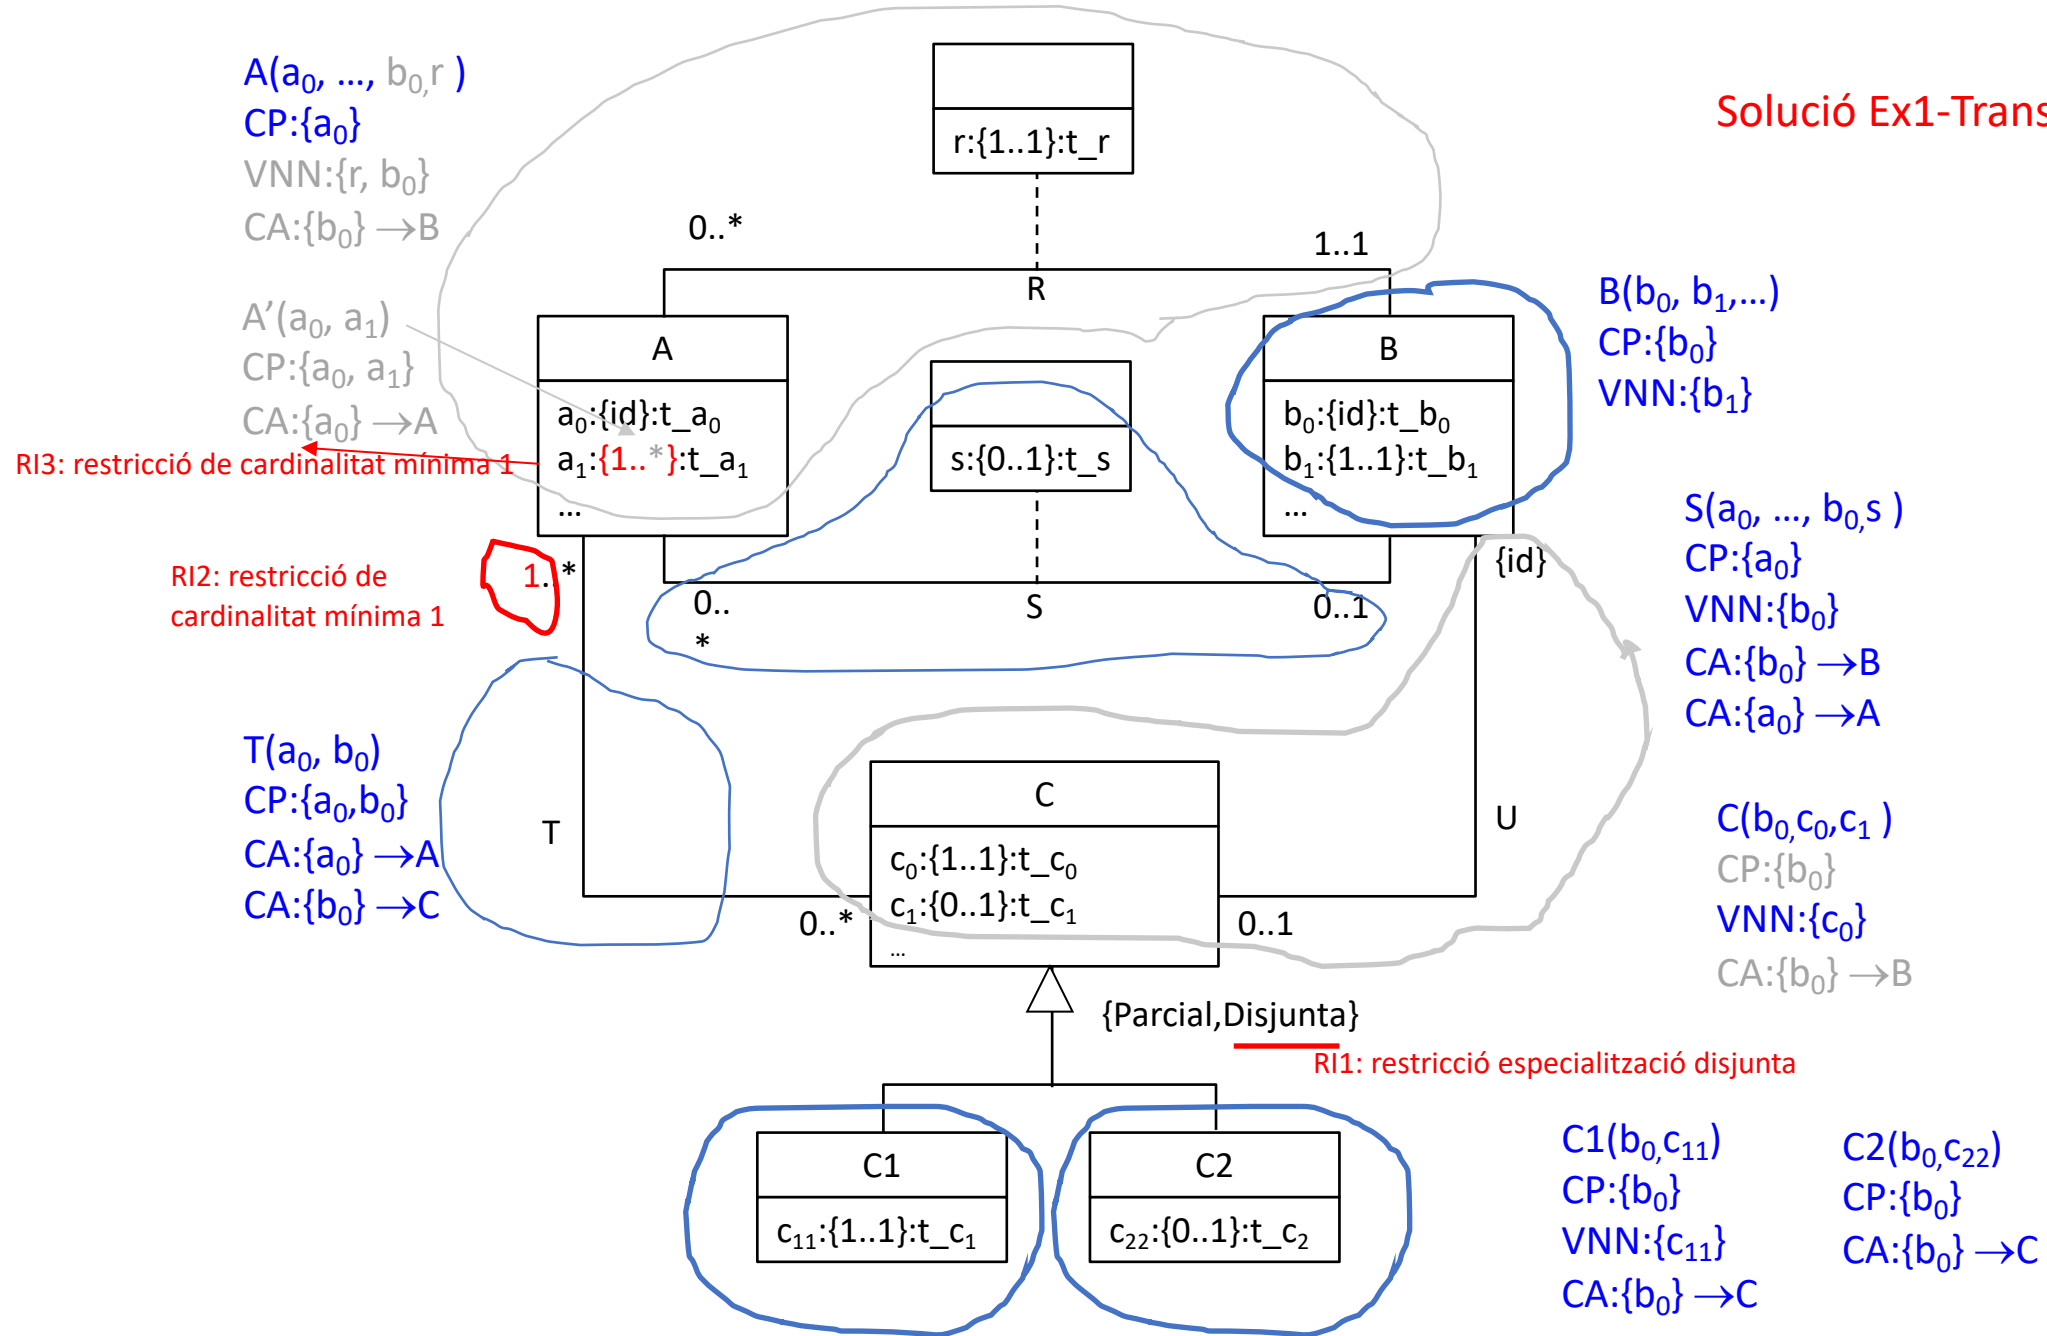 Solució Ex1-Trans
A(a₀, ..., b₀,r )
CP:{a₀}
VNN:{r, b₀}
CA:{b₀} →B
A’(a₀, a₁)
CP:{a₀, a₁}
CA:{a₀} →A
RI3: restricció de cardinalitat mínima 1
RI2: restricció de
cardinalitat mínima 1
T(a₀, b₀)
CP:{a₀,b₀}
CA:{a₀} →A
CA:{b₀} →C
r:{1..1}:t_r
0..*
1..1
R
A
a₀:{id}:t_a₀
a₁:{1..*}:t_a₁
...
s:{0..1}:t_s
B
b₀:{id}:t_b₀
b₁:{1..1}:t_b₁
...
1..*
0..
*
S
0..1
{id}
T
U
C
c₀:{1..1}:t_c₀
c₁:{0..1}:t_c₁
...
0..*
0..1
{Parcial,Disjunta}
RI1: restricció especialització disjunta
C1
c₁₁:{1..1}:t_c₁
C2
c₂₂:{0..1}:t_c₂
B(b₀, b₁,...)
CP:{b₀}
VNN:{b₁}
S(a₀, ..., b₀,s )
CP:{a₀}
VNN:{b₀}
CA:{b₀} →B
CA:{a₀} →A
C(b₀,c₀,c₁ )
CP:{b₀}
VNN:{c₀}
CA:{b₀} →B
C1(b₀,c₁₁)
CP:{b₀}
VNN:{c₁₁}
CA:{b₀} →C
C2(b₀,c₂₂)
CP:{b₀}
CA:{b₀} →C